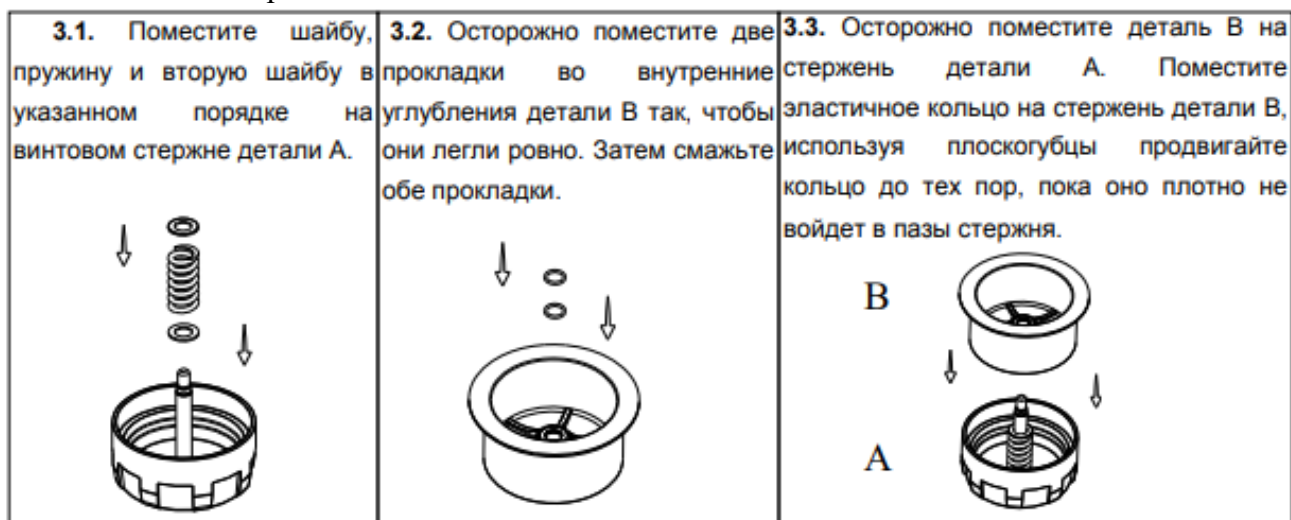 3.1. Поместите шайбу,
пружину и вторую шайбу в
указанном порядке на
винтовом стержне детали А.
3.2. Осторожно поместите две
прокладки во внутренние
углубления детали В так, чтобы
они легли ровно. Затем смажьте
обе прокладки.
3.3. Осторожно поместите деталь В на
стержень детали А. Поместите
эластичное кольцо на стержень детали В,
используя плоскогубцы продвигайте
кольцо до тех пор, пока оно плотно не
войдет в пазы стержня.
B
A